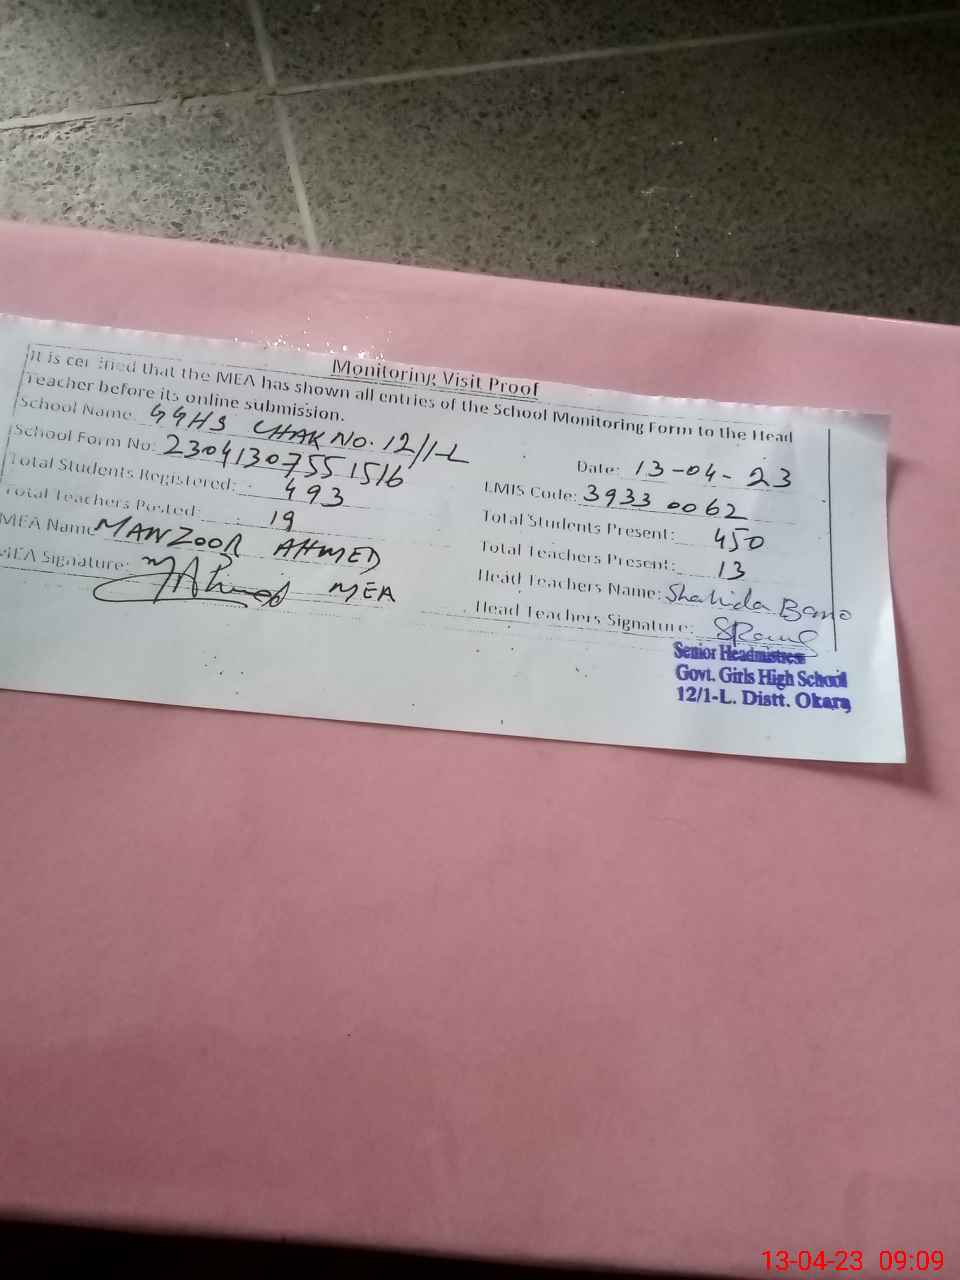 Monitoring Visit Proof
It is certified that the MEA has shown all entries of the School Monitoring Form to the Head
Teacher before its online submission.
School Name: GGHS CHAK NO. 12/1-L
Date: 13-04-23
School Form No: 230413075515 16
LMIS Code: 3933 0062
Total Students Registered: 493
Total Students Present: 450
Total Teachers Posted: 19
Total Teachers Present: 13
MEA Name MANZOOR AHMED
Head Teachers Name: Shahida Bano
MEA Signature: MEA
Head Teachers Signature:
Senior Headmistress
Govt. Girls High School
12/1-L. Distt. Okara
13-04-23 09:09